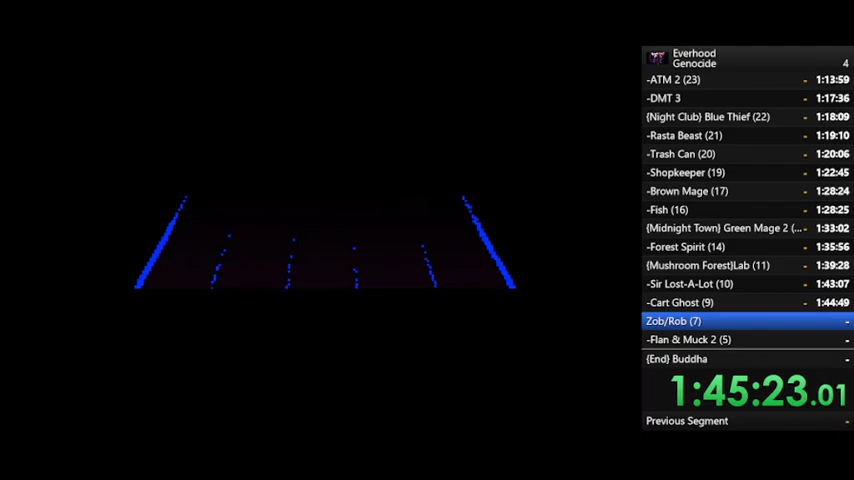 Everhood
Genocide 4
-ATM 2 (23) - 1:13:59
-DMT 3 - 1:17:36
{Night Club} Blue Thief (22) - 1:18:09
-Rasta Beast (21) - 1:19:10
-Trash Can (20) - 1:20:06
-Shopkeeper (19) - 1:22:45
-Brown Mage (17) - 1:28:24
-Fish (16) - 1:28:25
{Midnight Town} Green Mage 2 (... - 1:33:02
-Forest Spirit (14) - 1:35:56
{Mushroom Forest}Lab (11) - 1:39:28
-Sir Lost-A-Lot (10) - 1:43:07
-Cart Ghost (9) - 1:44:49
Zob/Rob (7) -
-Flan & Muck 2 (5) -
{End} Buddha -
1:45:23.01
Previous Segment -